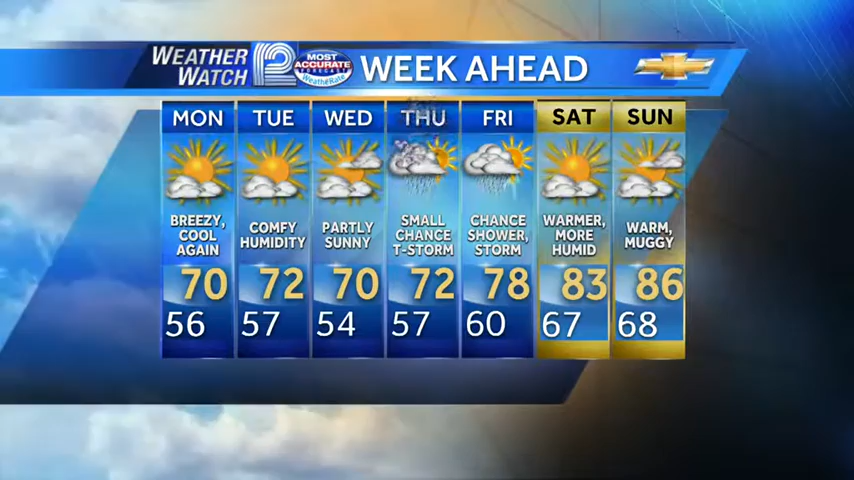 WEATHER
WATCH
12
MOST
ACCURATE
FORECAST
WeatheRate
WEEK AHEAD
MON
TUE
WED
THU
FRI
SAT
SUN
BREEZY,
COOL
AGAIN
COMFY
HUMIDITY
PARTLY
SUNNY
SMALL
CHANCE
T-STORM
CHANCE
SHOWER,
STORM
WARMER,
MORE
HUMID
WARM,
MUGGY
70
72
70
72
78
83
86
56
57
54
57
60
67
68